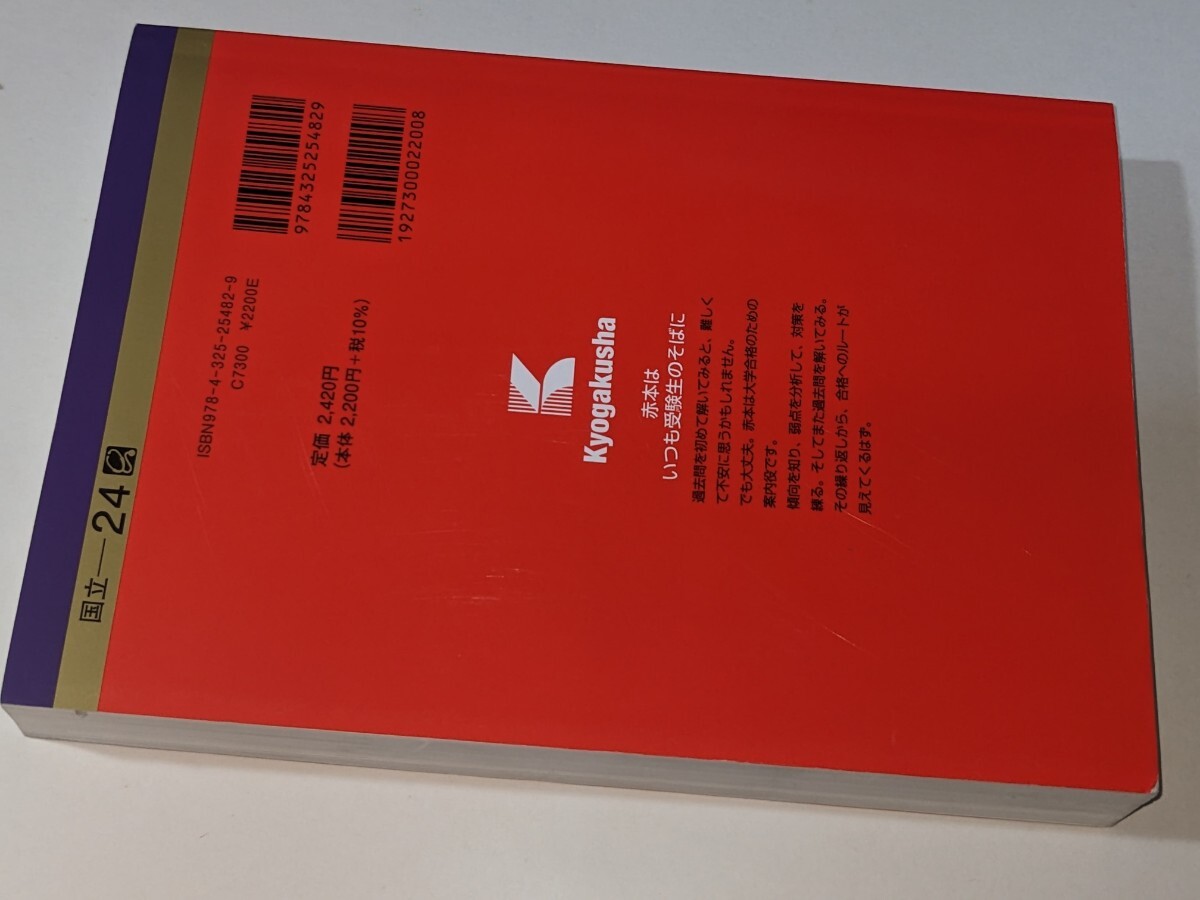 国立―24
9784325254829
1927300022008
ISBN978-4-325-25482-9
C7300 ¥2200E
定価 2,420円
(本体 2,200円+税10%)
Kyogakusha
赤本は
いつも受験生のそばに
過去問を初めて解いてみると、難しく
て不安に思うかもしれません。
でも大丈夫。赤本は大学合格のための
案内役です。
傾向を知り、弱点を分析して、対策を
練る。そしてまた過去問を解いてみる。
その繰り返しから、合格へのルートが
見えてくるはず。